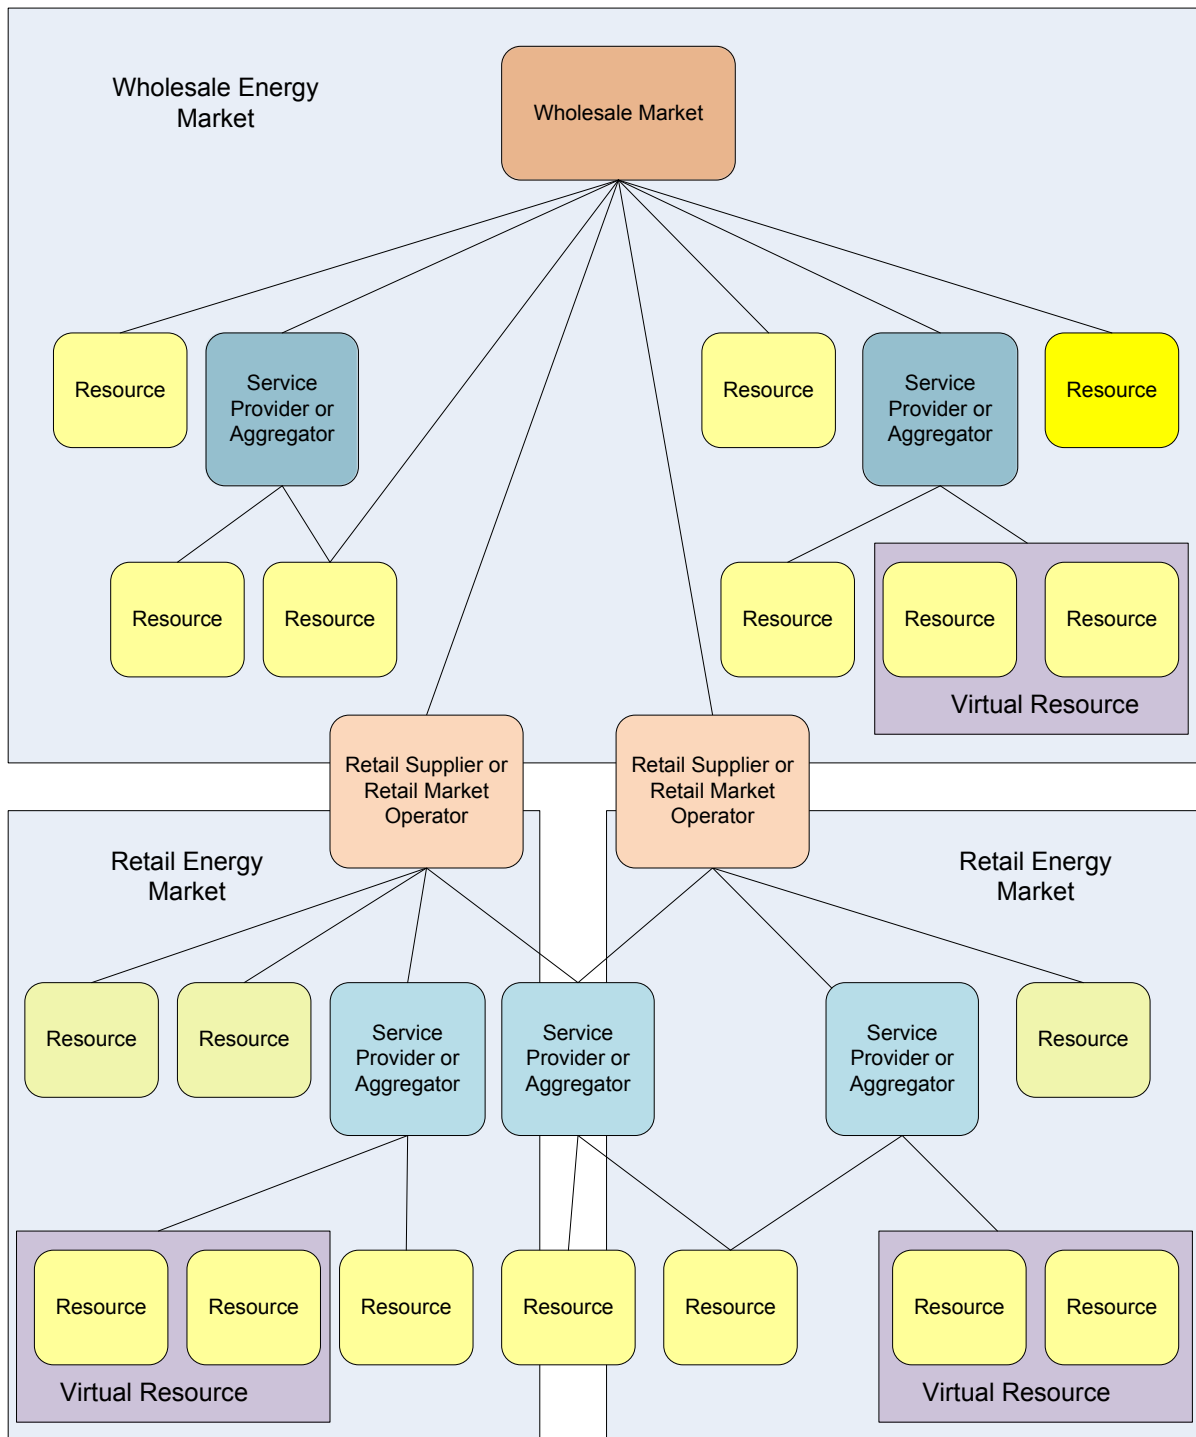 Wholesale Energy
Market
Wholesale Market
Resource
Service
Provider or
Aggregator
Resource
Service
Provider or
Aggregator
Resource
Resource
Resource
Resource
Resource
Resource
Virtual Resource
Retail Supplier or
Retail Market
Operator
Retail Supplier or
Retail Market
Operator
Retail Energy
Market
Retail Energy
Market
Resource
Resource
Service
Provider or
Aggregator
Service
Provider or
Aggregator
Service
Provider or
Aggregator
Resource
Resource
Resource
Virtual Resource
Resource
Resource
Resource
Resource
Resource
Virtual Resource